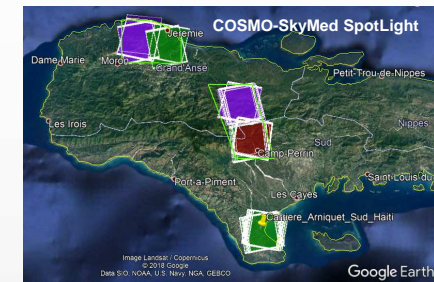 COSMO-SkyMed SpotLight
Jeremie
Dame Marie
Moron
Grand Anse
Petit-Trou de Nippes
Les Irois
Nippes
Sud
Camp Perrin
Port-a-Piment
Saint-Louis du
Les Cayes
Carriere_Arniquet_Sud_Haiti
Image Landsat / Copernicus
© 2018 Google
Data SIO, NOAA, U.S. Navy, NGA, GEBCO
Google Earth